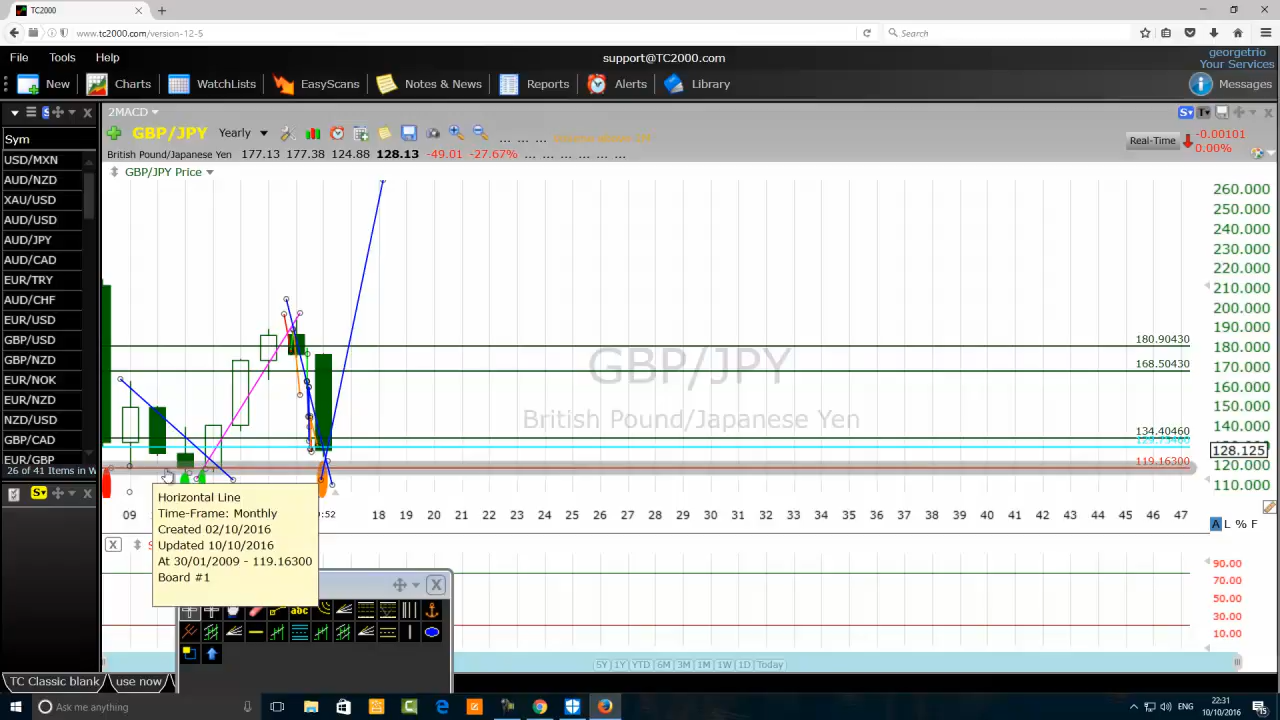 TC2000
www.tc2000.com/version-12-5
Search
File Tools Help
support@TC2000.com
georgetrio
Your Services
New Charts WatchLists EasyScans Notes & News Reports Alerts Library Messages
2MACD
GBP/JPY Yearly
British Pound/Japanese Yen 177.13 177.38 124.88 128.13 -49.01 -27.67%
Real-Time
-0.00101
0.00%
GBP/JPY Price
Sym
USD/MXN
AUD/NZD
XAU/USD
AUD/USD
AUD/JPY
AUD/CAD
EUR/TRY
AUD/CHF
EUR/USD
GBP/USD
GBP/NZD
EUR/NOK
EUR/NZD
NZD/USD
GBP/CAD
EUR/GBP
26 of 41 Items in W
GBP/JPY
British Pound/Japanese Yen
180.90430
168.50430
134.40460
119.16300
260.000
250.000
240.000
230.000
220.000
210.000
200.000
190.000
180.000
170.000
160.000
150.000
140.000
128.125
120.000
110.000
Horizontal Line
Time-Frame: Monthly
Created 02/10/2016
Updated 10/10/2016
At 30/01/2009 - 119.16300
Board #1
09 :52 18 19 20 21 22 23 24 25 26 27 28 29 30 31 32 33 34 35 36 37 38 39 40 41 42 43 44 45 46 47
A L % F
90.00
70.00
50.00
30.00
10.00
abc
5Y 1Y YTD 6M 3M 1M 1W 1D Today
TC Classic blank
use now
Ask me anything
ENG
22:31
10/10/2016